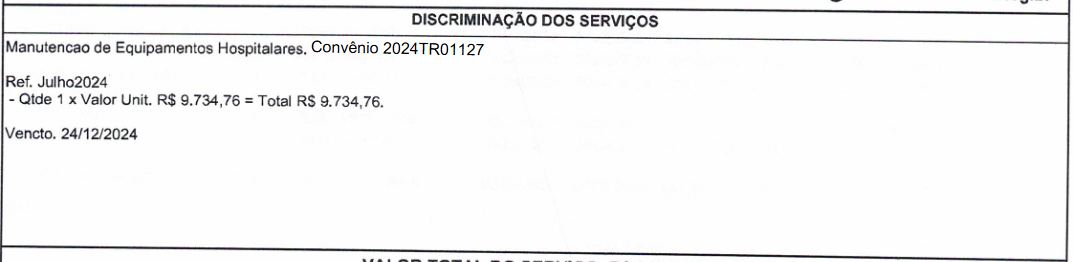 DISCRIMINAÇÃO DOS SERVIÇOS
Manutencao de Equipamentos Hospitalares. Convênio 2024TR01127
Ref. Julho2024
- Qtde 1 x Valor Unit. R$ 9.734,76 = Total R$ 9.734,76.
Vencto. 24/12/2024